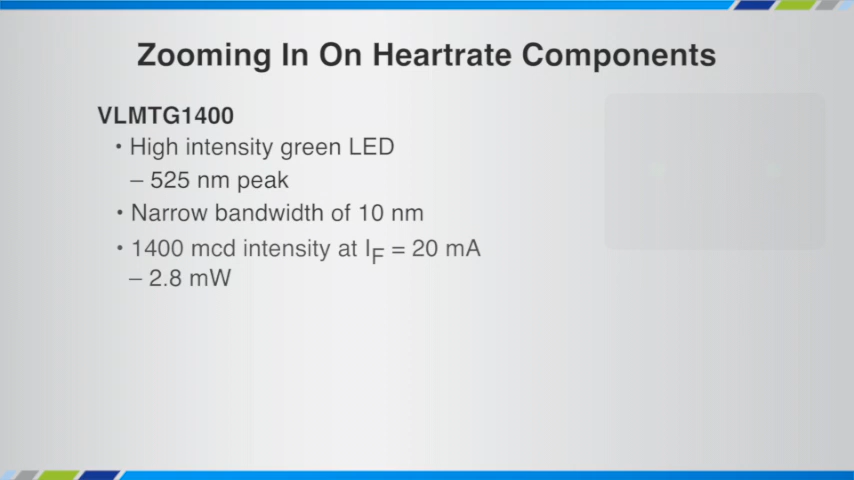 Zooming In On Heartrate Components
VLMTG1400
• High intensity green LED
– 525 nm peak
• Narrow bandwidth of 10 nm
• 1400 mcd intensity at IF = 20 mA
– 2.8 mW